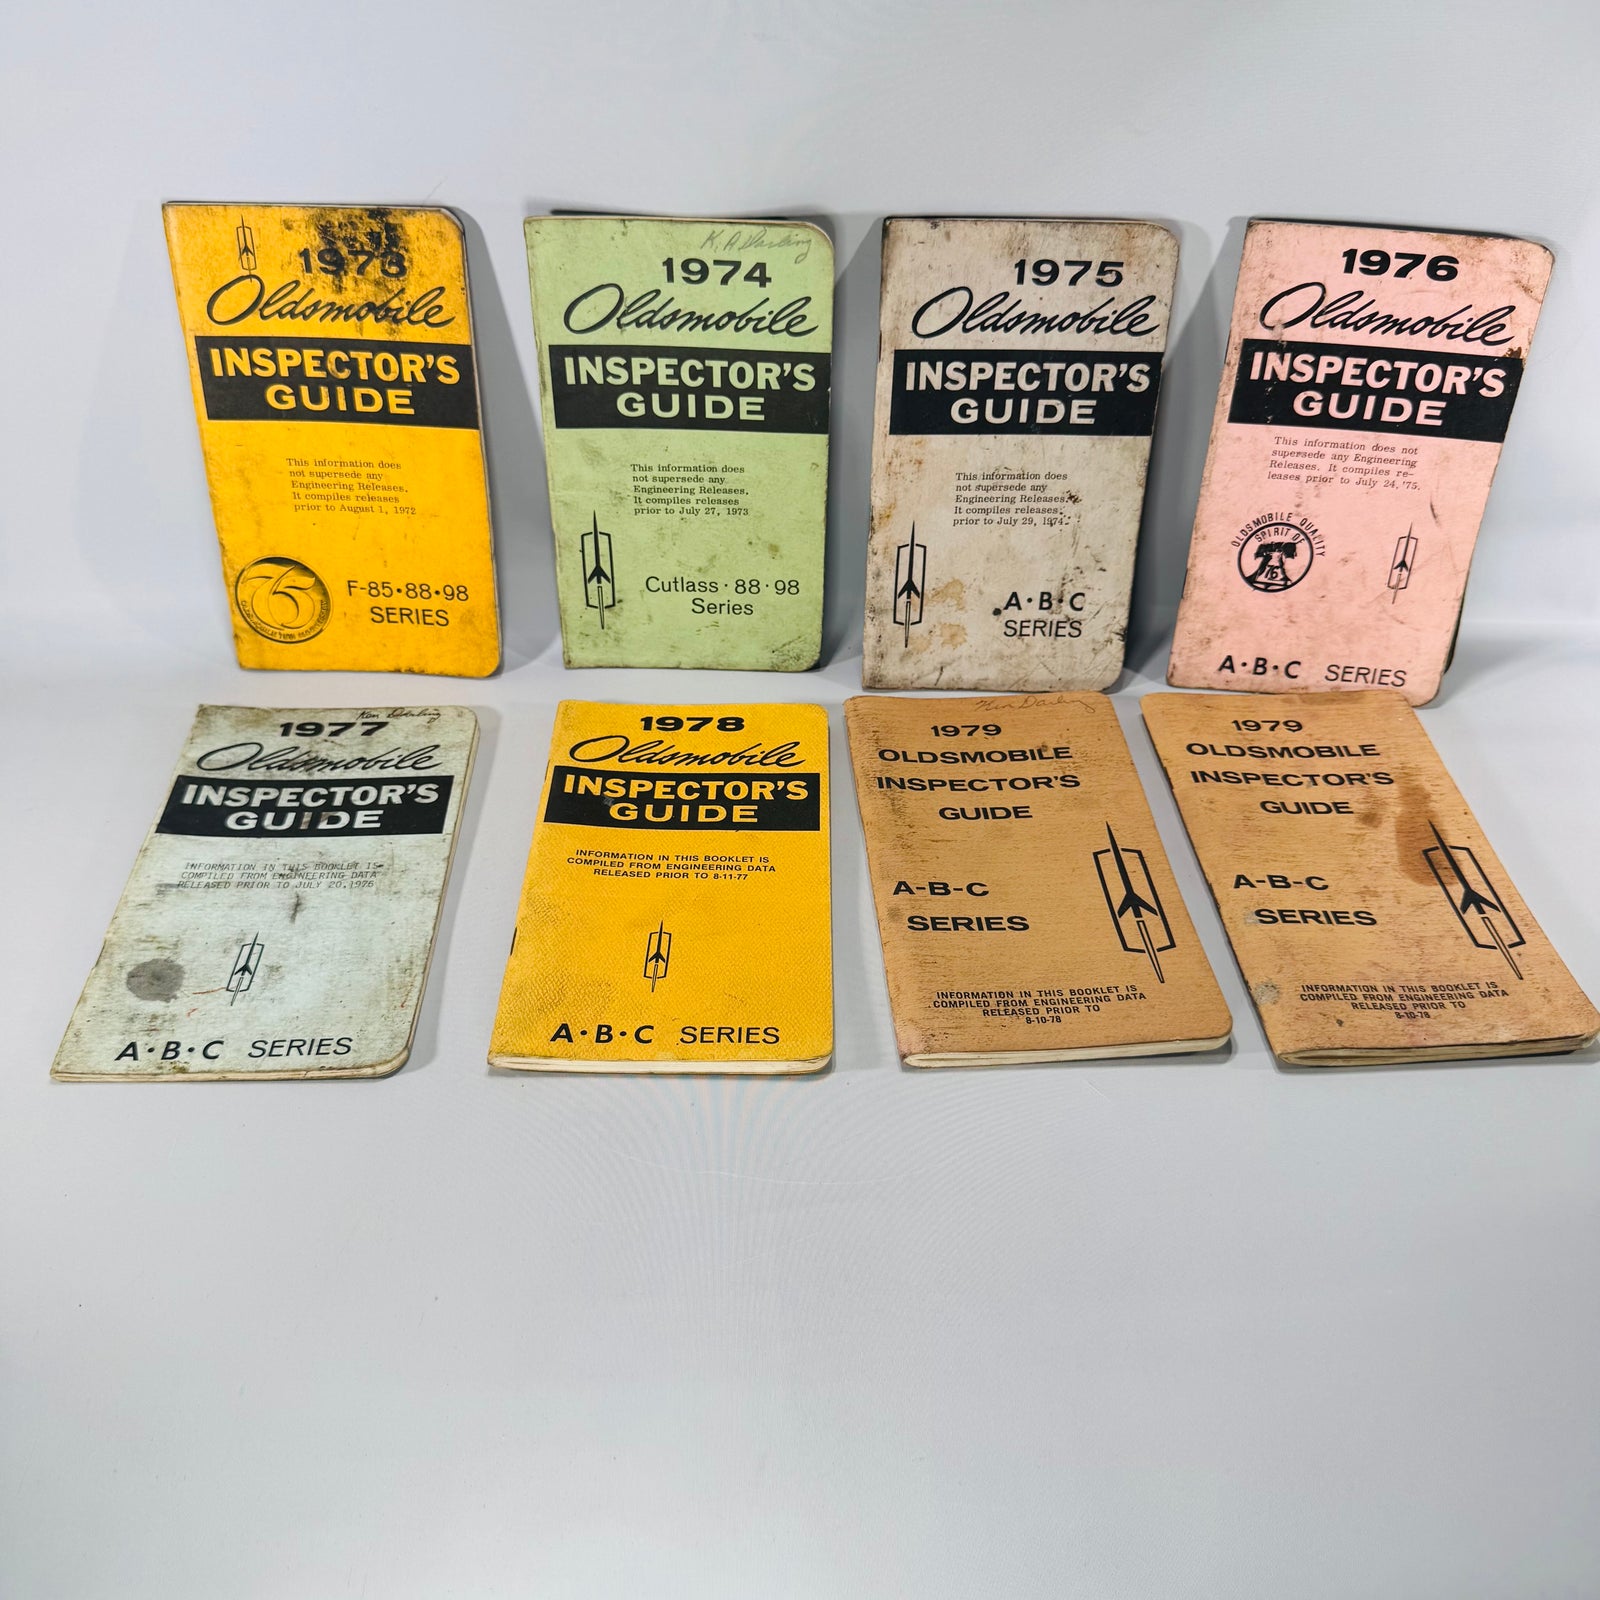 1973
Oldsmobile
INSPECTOR'S
GUIDE
This information does
not supersede any
Engineering Releases.
It compiles releases
prior to August 1, 1972
75
F-85•88•98
SERIES
K. A Darling
1974
Oldsmobile
INSPECTOR'S
GUIDE
This information does
not supersede any
Engineering Releases.
It compiles releases
prior to July 27, 1973
Cutlass·88·98
Series
1975
Oldsmobile
INSPECTOR'S
GUIDE
This information does
not supersede any
Engineering Releases.
It compiles releases
prior to July 29, 1974.
A•B•C
SERIES
1976
Oldsmobile
INSPECTOR'S
GUIDE
This information does
not supersede any Engineering
Releases. It compiles re-
leases prior to July 24, '75.
OLDSMOBILE QUALITY
SPIRIT OF
76
A•B•C SERIES
Ken Darling
1977
Oldsmobile
INSPECTOR'S
GUIDE
INFORMATION IN THIS BOOKLET IS
COMPILED FROM ENGINEERING DATA
RELEASED PRIOR TO JULY 20,1976
A•B•C SERIES
1978
Oldsmobile
INSPECTOR'S
GUIDE
INFORMATION IN THIS BOOKLET IS
COMPILED FROM ENGINEERING DATA
RELEASED PRIOR TO 8-11-77
A•B•C SERIES
Ken Darling
1979
OLDSMOBILE
INSPECTOR'S
GUIDE
A-B-C
SERIES
INFORMATION IN THIS BOOKLET IS
COMPILED FROM ENGINEERING DATA
RELEASED PRIOR TO
8-10-78
1979
OLDSMOBILE
INSPECTOR'S
GUIDE
A-B-C
SERIES
INFORMATION IN THIS BOOKLET IS
COMPILED FROM ENGINEERING DATA
RELEASED PRIOR TO
8-10-78